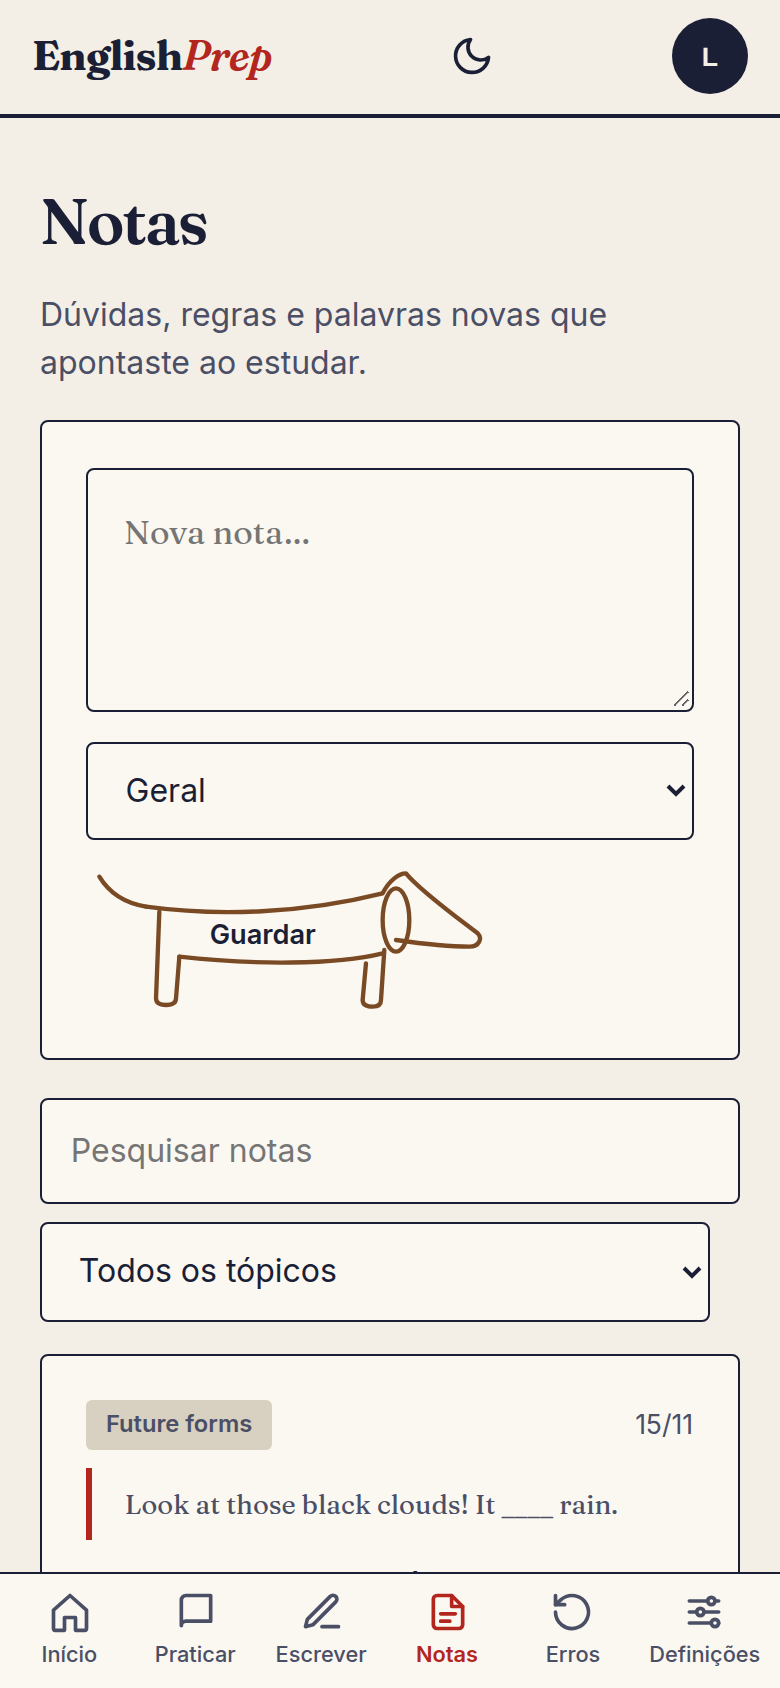 EnglishPrep
L
Notas
Dúvidas, regras e palavras novas que
apontaste ao estudar.
Nova nota...
Geral
Guardar
Pesquisar notas
Todos os tópicos
Future forms 15/11
Look at those black clouds! It ____ rain.
Início Praticar Escrever Notas Erros Definições